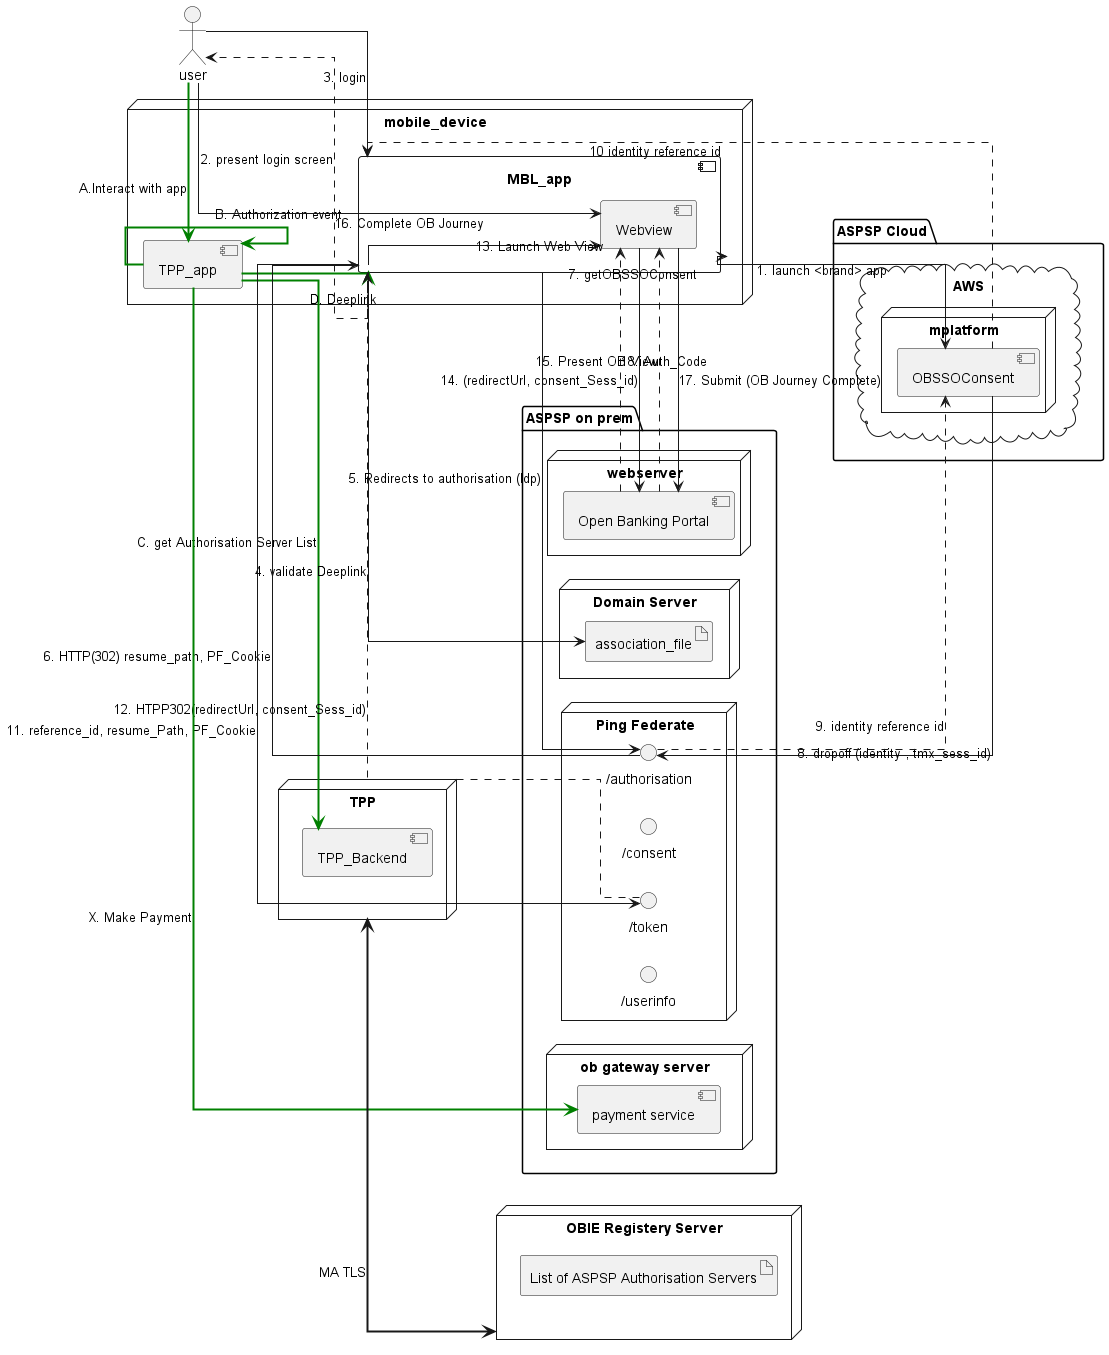 user
3. login
mobile_device
10 identity reference id
2. present login screen
MBL_app
A.Interact with app
B. Authorization event
16. Complete OB Journey
Webview
ASPSP Cloud
13. Launch Web View
TPP_app
7. getOBSSOConsent
1. launch <brand> app
AWS
D. Deeplink
mplatform
15. Present OB View
18. Auth_Code
14. (redirectUrl, consent_Sess_id)
17. Submit (OB Journey Complete)
OBSSOConsent
ASPSP on prem
webserver
5. Redirects to authorisation (Idp)
Open Banking Portal
C. get Authorisation Server List
4. validate Deeplink
Domain Server
association_file
6. HTTP(302) resume_path, PF_Cookie
12. HTPP302(redirectUrl, consent_Sess_id)
11. reference_id, resume_Path, PF_Cookie
Ping Federate
9. identity reference id
8. dropoff (identity , tmx_sess_id)
/authorisation
TPP
TPP_Backend
/consent
X. Make Payment
/token
/userinfo
ob gateway server
payment service
OBIE Registery Server
MA TLS
List of ASPSP Authorisation Servers